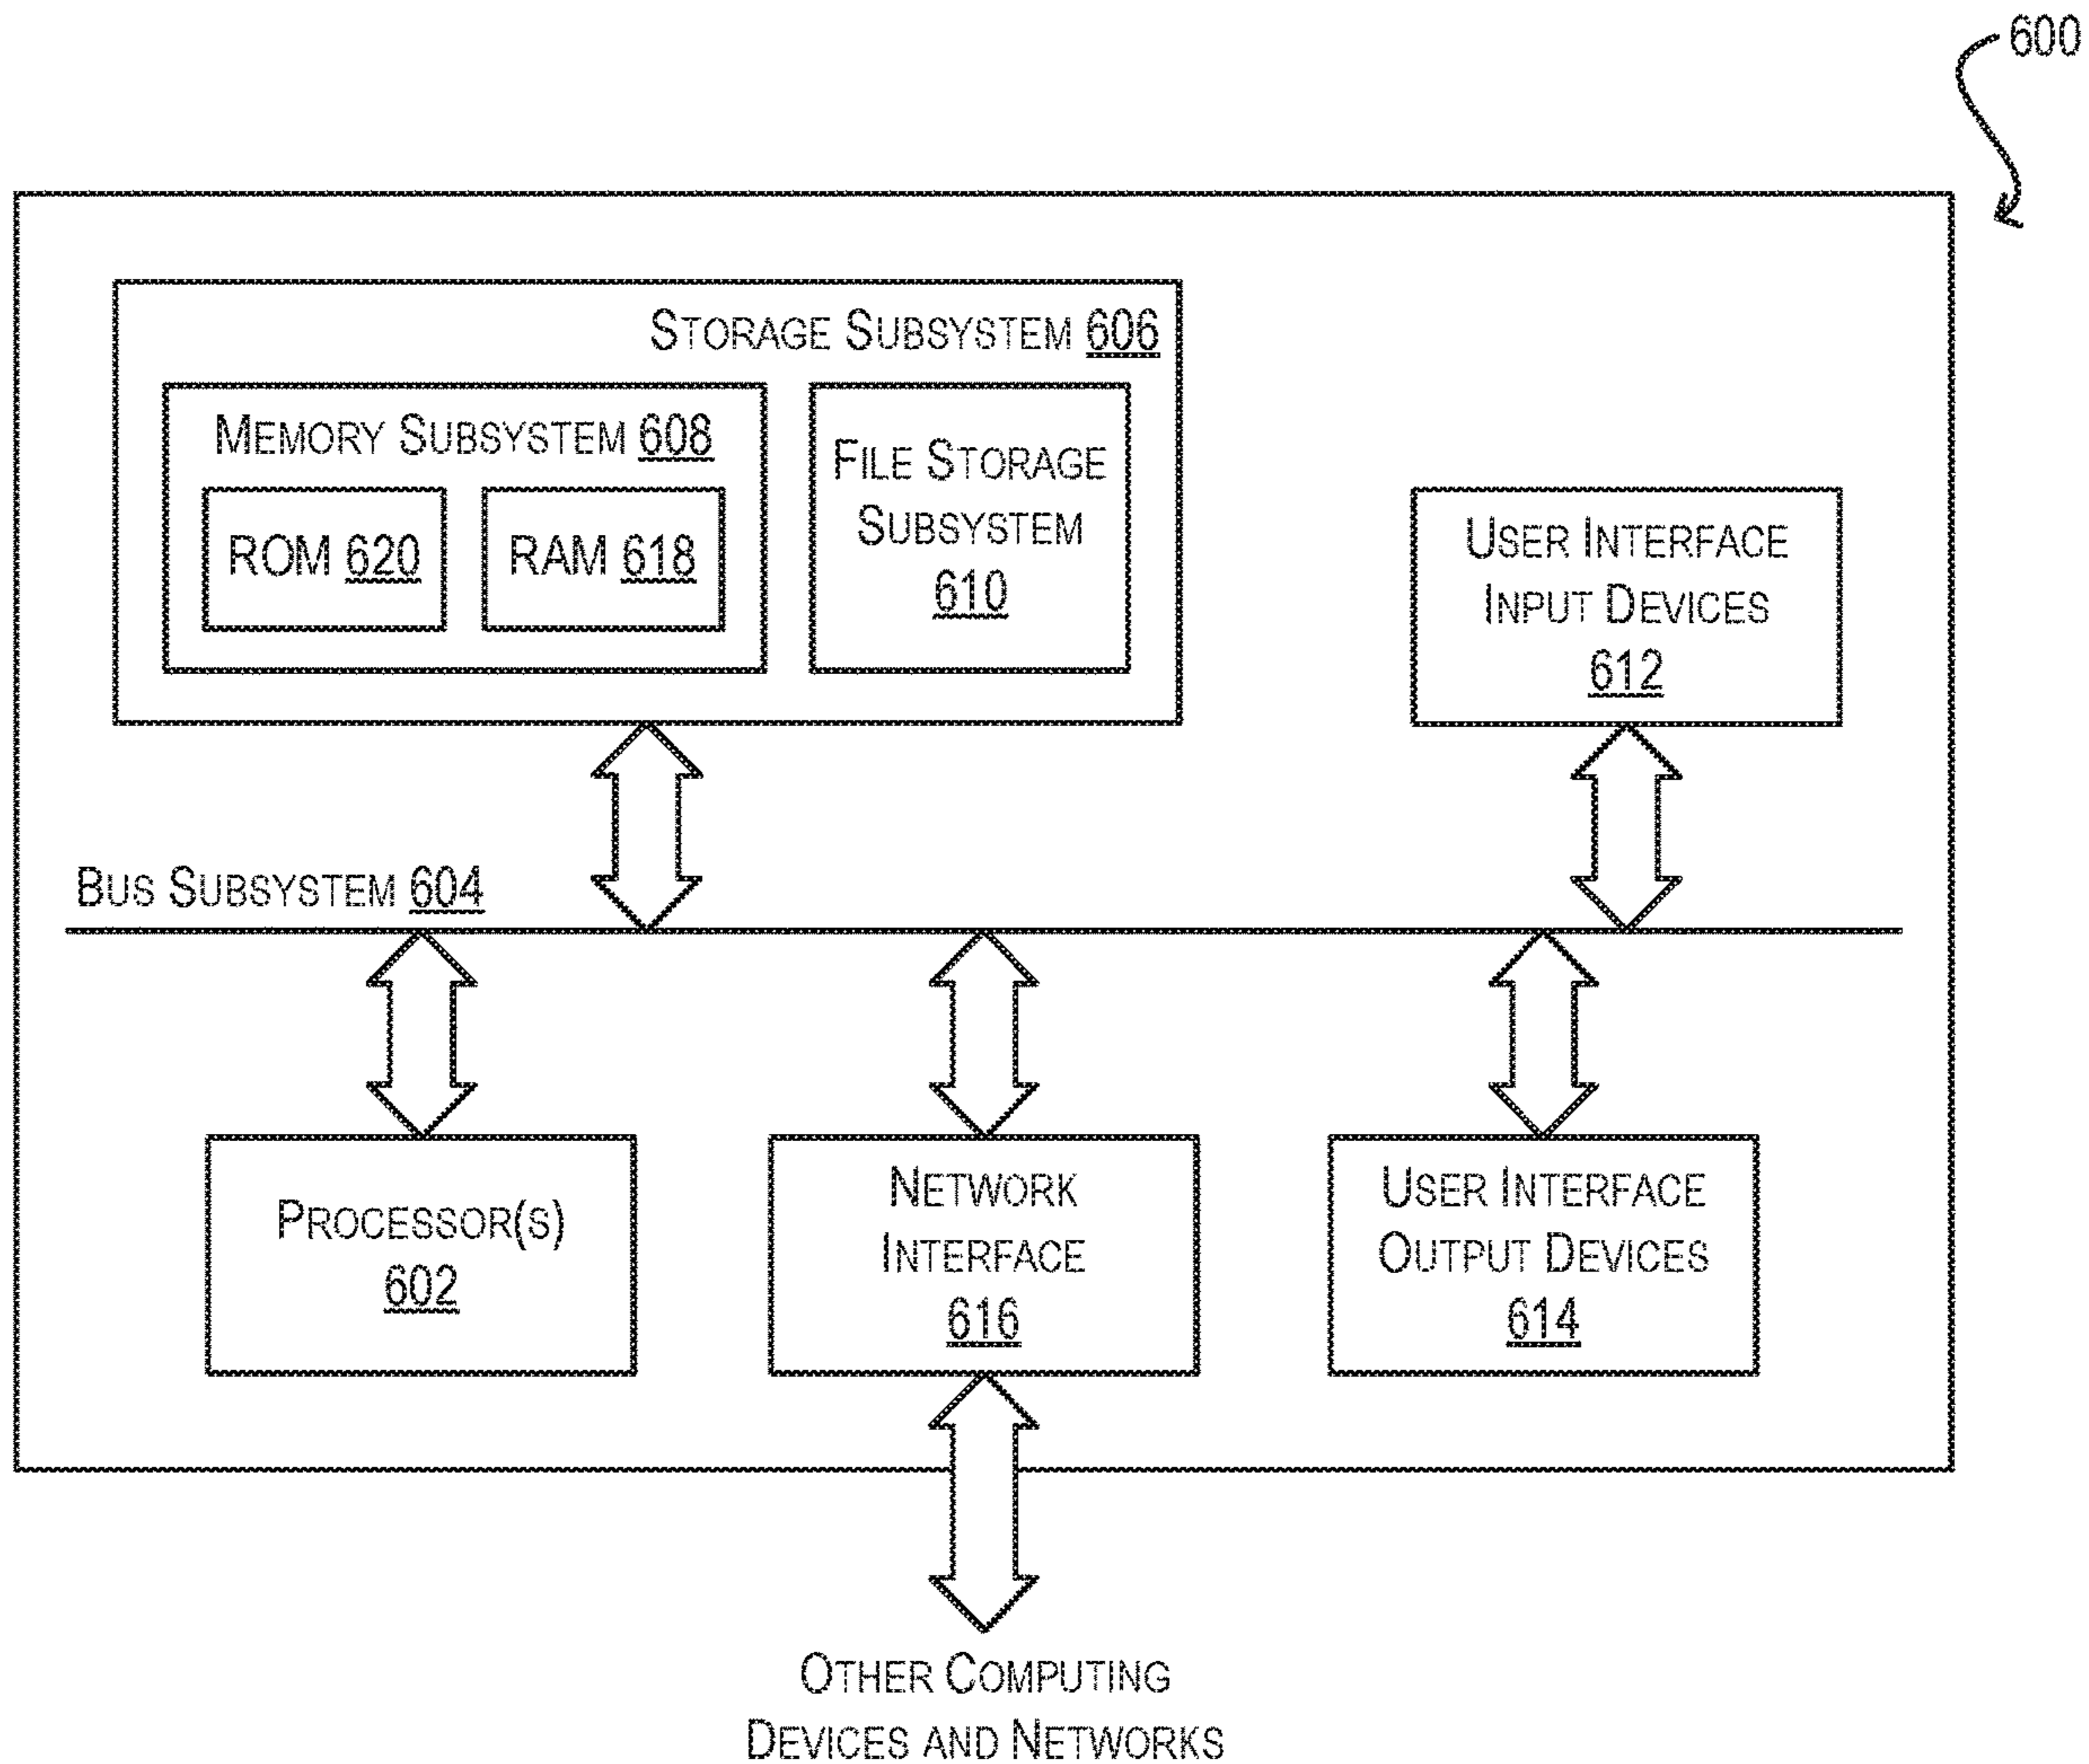 600
STORAGE SUBSYSTEM 606
MEMORY SUBSYSTEM 608
ROM 620
RAM 618
FILE STORAGE
SUBSYSTEM
610
USER INTERFACE
INPUT DEVICES
612
BUS SUBSYSTEM 604
PROCESSOR(S)
602
NETWORK
INTERFACE
616
USER INTERFACE
OUTPUT DEVICES
614
OTHER COMPUTING
DEVICES AND NETWORKS